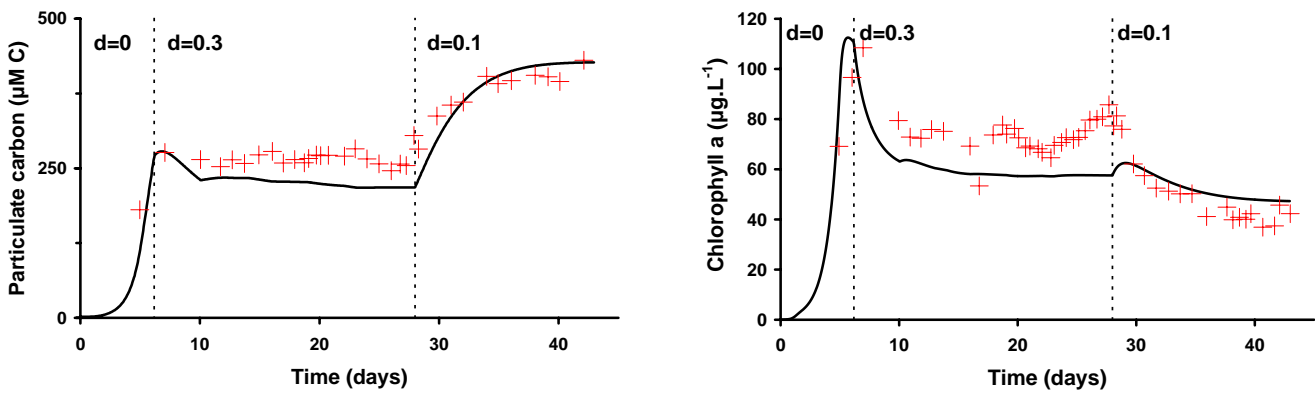 Particulate carbon (µM C)
500
250
0
d=0
d=0.3
d=0.1
0
10
20
30
40
Time (days)
Chlorophyll a (µg.L⁻¹)
120
100
80
60
40
20
0
d=0
d=0.3
d=0.1
0
10
20
30
40
Time (days)